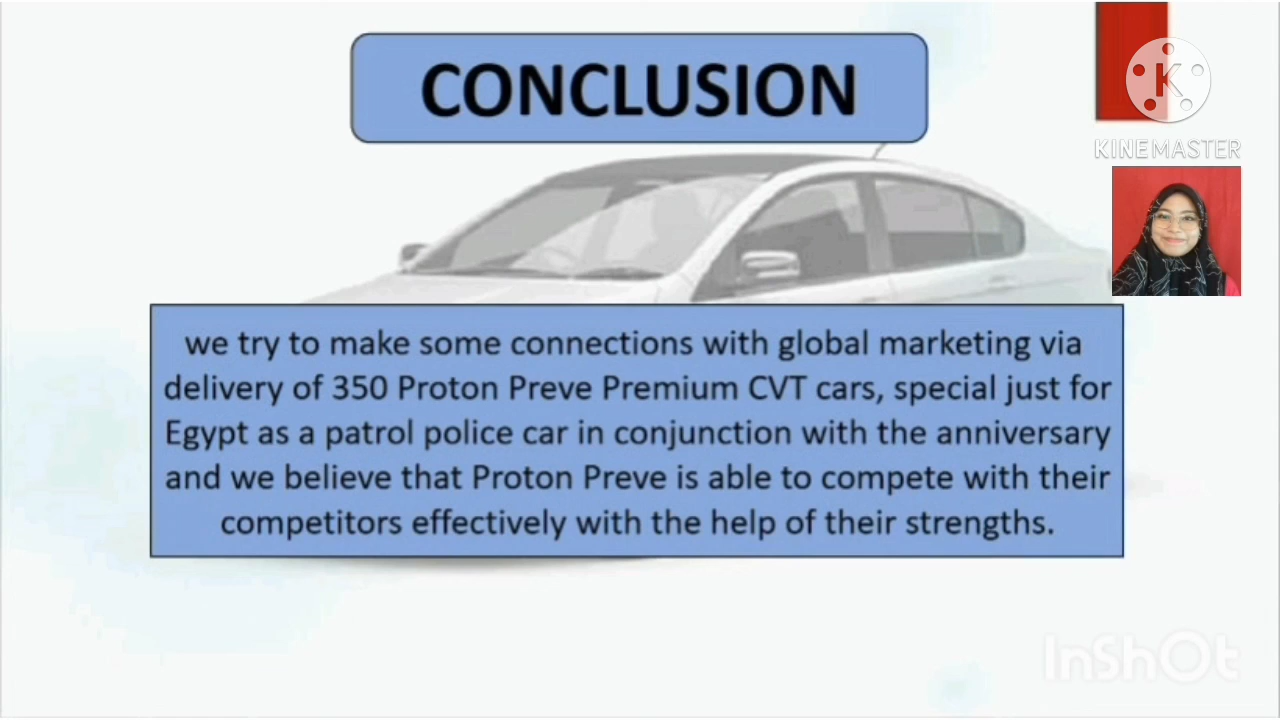 CONCLUSION
K
KINEMASTER
we try to make some connections with global marketing via
delivery of 350 Proton Preve Premium CVT cars, special just for
Egypt as a patrol police car in conjunction with the anniversary
and we believe that Proton Preve is able to compete with their
competitors effectively with the help of their strengths.
InShOt